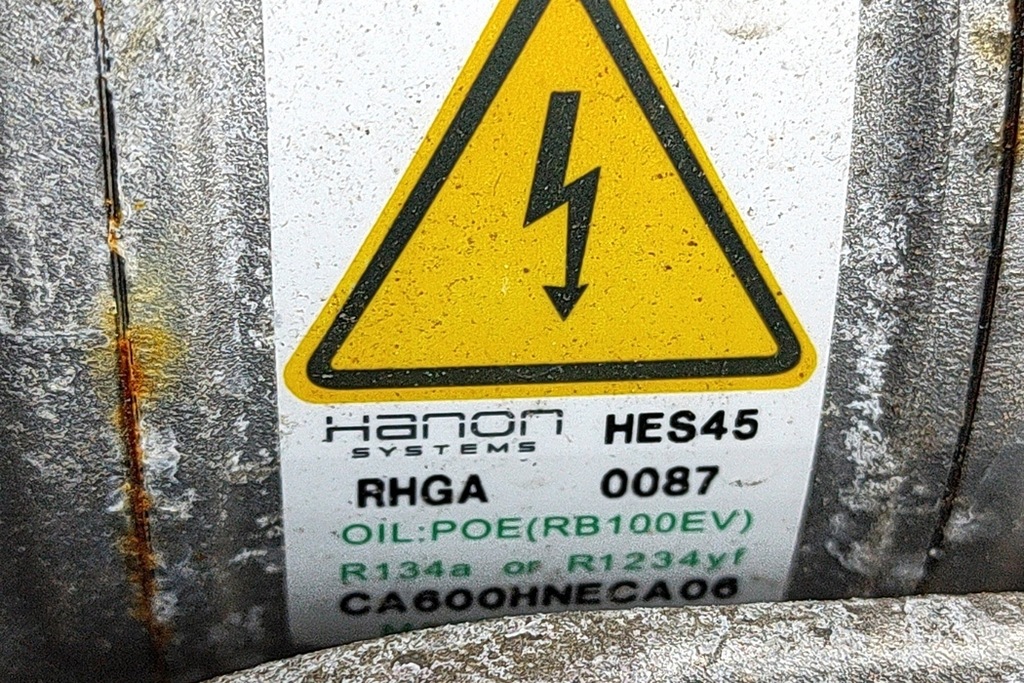 Hanon HES45
SYSTEMS
RHGA 0087
OIL:POE(RB100EV)
R134a or R1234yf
CA600HNECA06